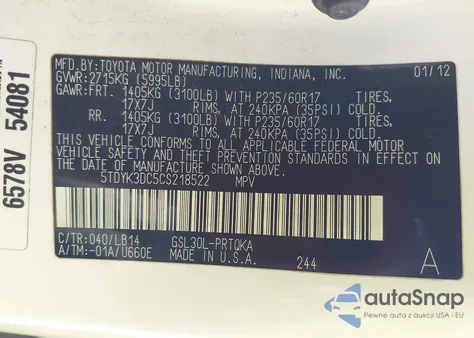 MFD.BY:TOYOTA MOTOR MANUFACTURING, INDIANA, INC. 01/12
GVWR:2715KG (5995LB)
GAWR:FRT. 1405KG (3100LB) WITH P235/60R17 TIRES,
17X7J RIMS, AT 240KPA (35PSI) COLD.
RR. 1405KG (3100LB) WITH P235/60R17 TIRES,
17X7J RIMS, AT 240KPA (35PSI) COLD.
THIS VEHICLE CONFORMS TO ALL APPLICABLE FEDERAL MOTOR
VEHICLE SAFETY AND THEFT PREVENTION STANDARDS IN
EFFECT ON THE DATE OF MANUFACTURE SHOWN ABOVE.
5TDYK3DC5CS218522 MPV
C/TR:040/LB14 GSL30L-PRTQKA
A/TM:-01A/U660E MADE IN U.S.A. 244 A
6578V 54081
autoSnap
Pewne auta z aukcji USA i EU